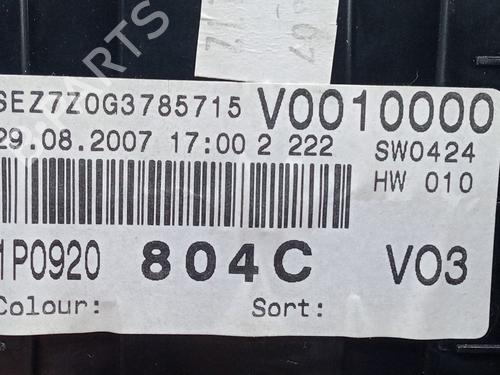 SEZ7Z0G3785715 V0010000
29.08.2007 17:00 2 222 SW0424
HW 010
1P0920 804C V03
Colour: Sort: